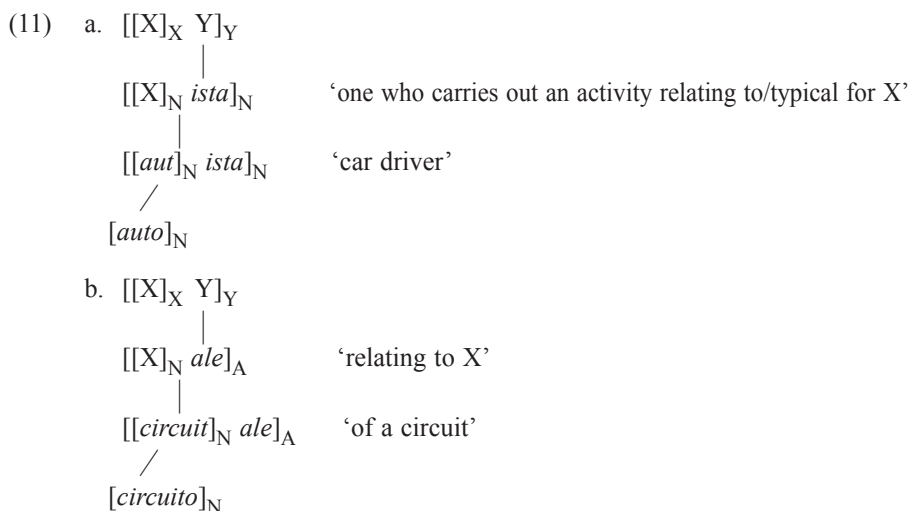 (11) a. [[X]X Y]Y
[[X]N ista]N ‘one who carries out an activity relating to/typical for X’
[[aut]N ista]N ‘car driver’
[auto]N
b. [[X]X Y]Y
[[X]N ale]A ‘relating to X’
[[circuit]N ale]A ‘of a circuit’
[circuito]N